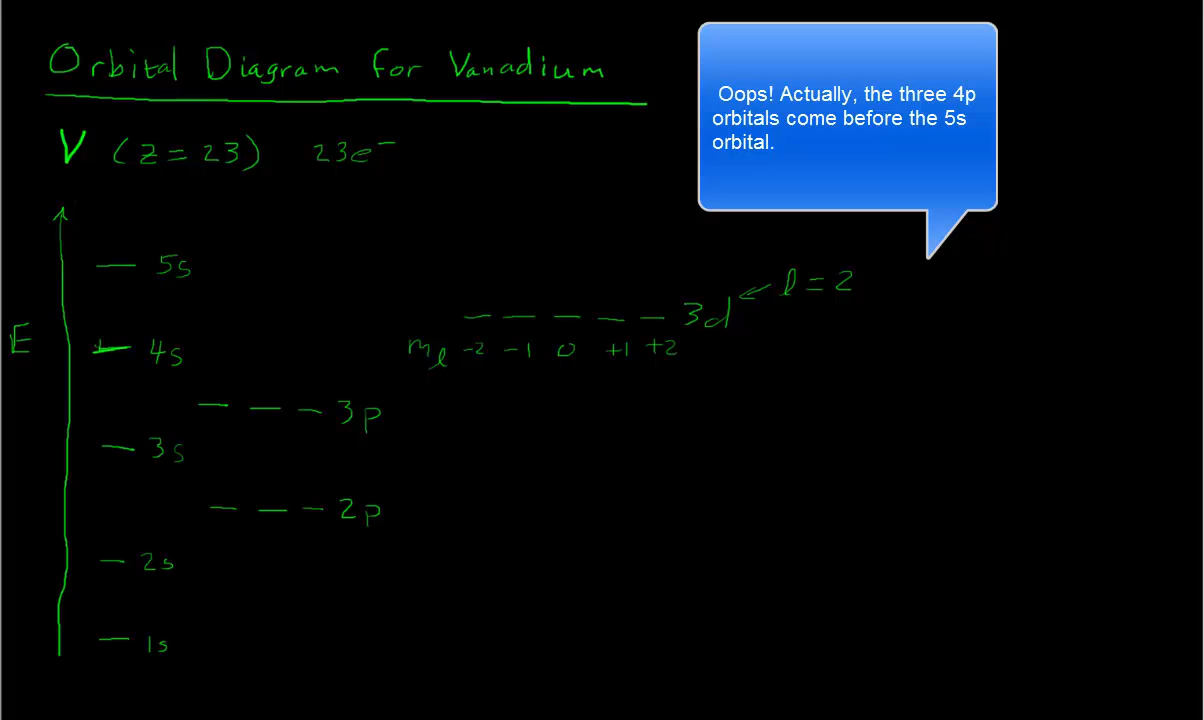 Orbital Diagram for Vanadium
Oops! Actually, the three 4p
orbitals come before the 5s
orbital.
V (Z = 23) 23e⁻
5s
l = 2
3d
E
4s
mₗ -2 -1 0 +1 +2
3p
3s
2p
2s
1s